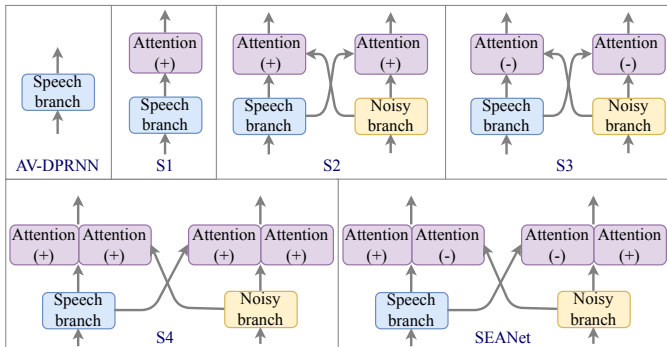 Speech
branch
AV-DPRNN
Attention
(+)
Speech
branch
S1
Attention
(+)
Attention
(+)
Speech
branch
Noisy
branch
S2
Attention
(-)
Attention
(-)
Speech
branch
Noisy
branch
S3
Attention
(+)
Attention
(+)
Attention
(+)
Attention
(+)
Speech
branch
Noisy
branch
S4
Attention
(+)
Attention
(-)
Attention
(-)
Attention
(+)
Speech
branch
Noisy
branch
SEANet